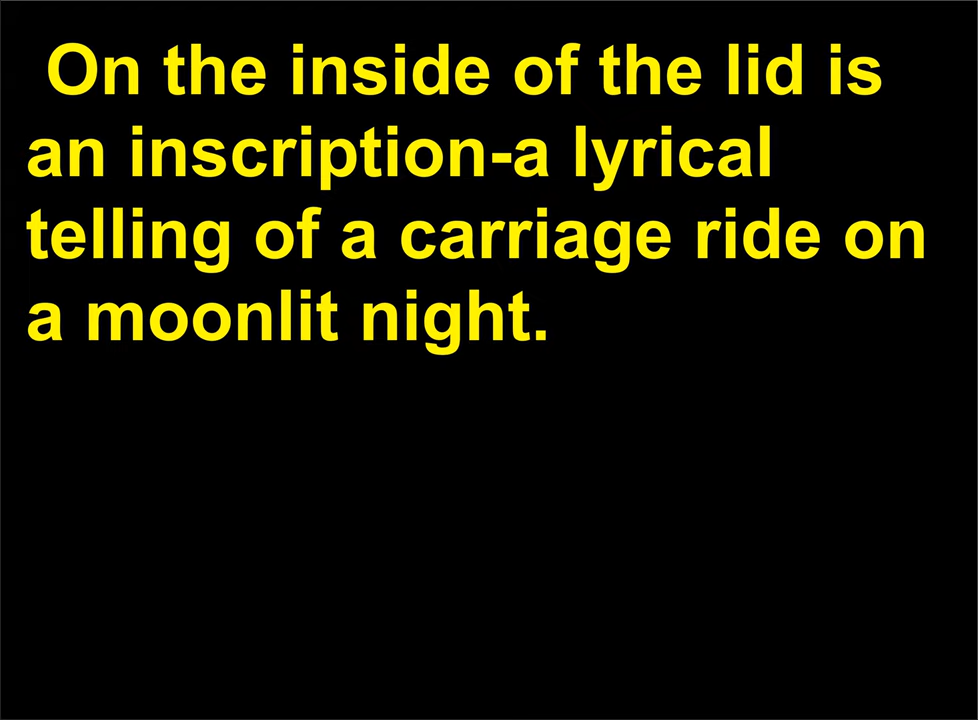 On the inside of the lid is
an inscription-a lyrical
telling of a carriage ride on
a moonlit night.